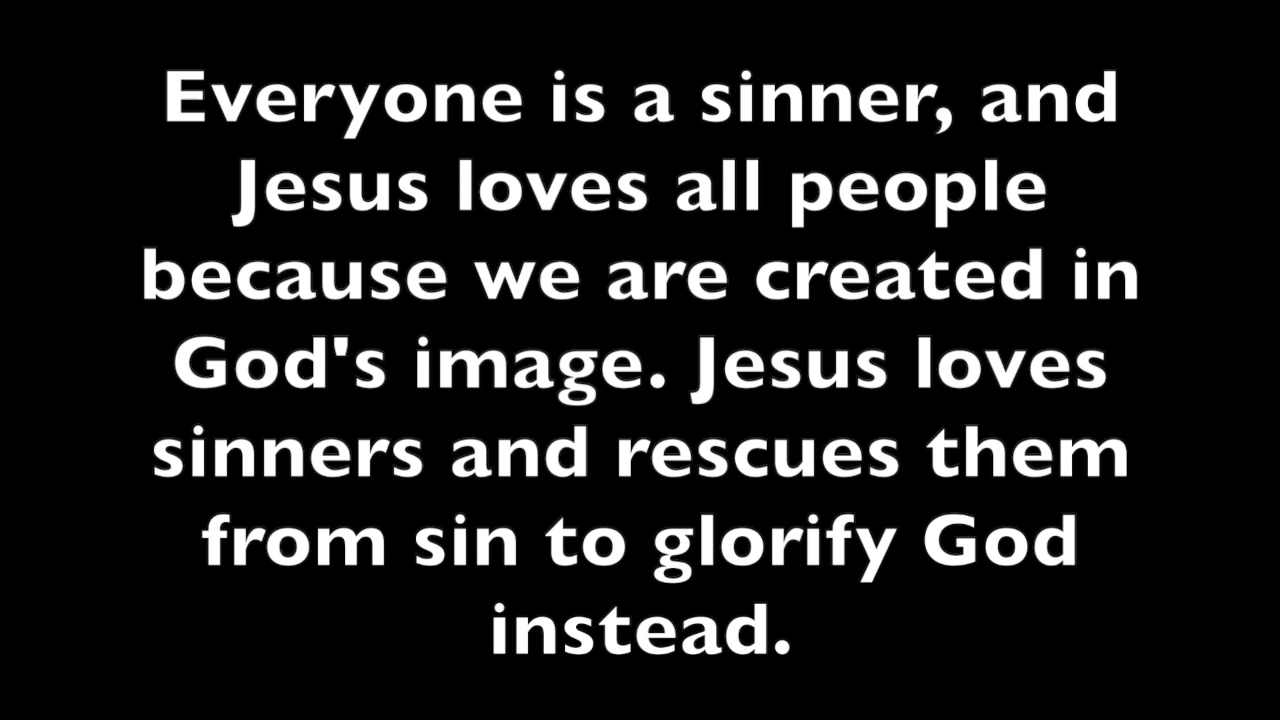 Everyone is a sinner, and
Jesus loves all people
because we are created in
God's image. Jesus loves
sinners and rescues them
from sin to glorify God
instead.